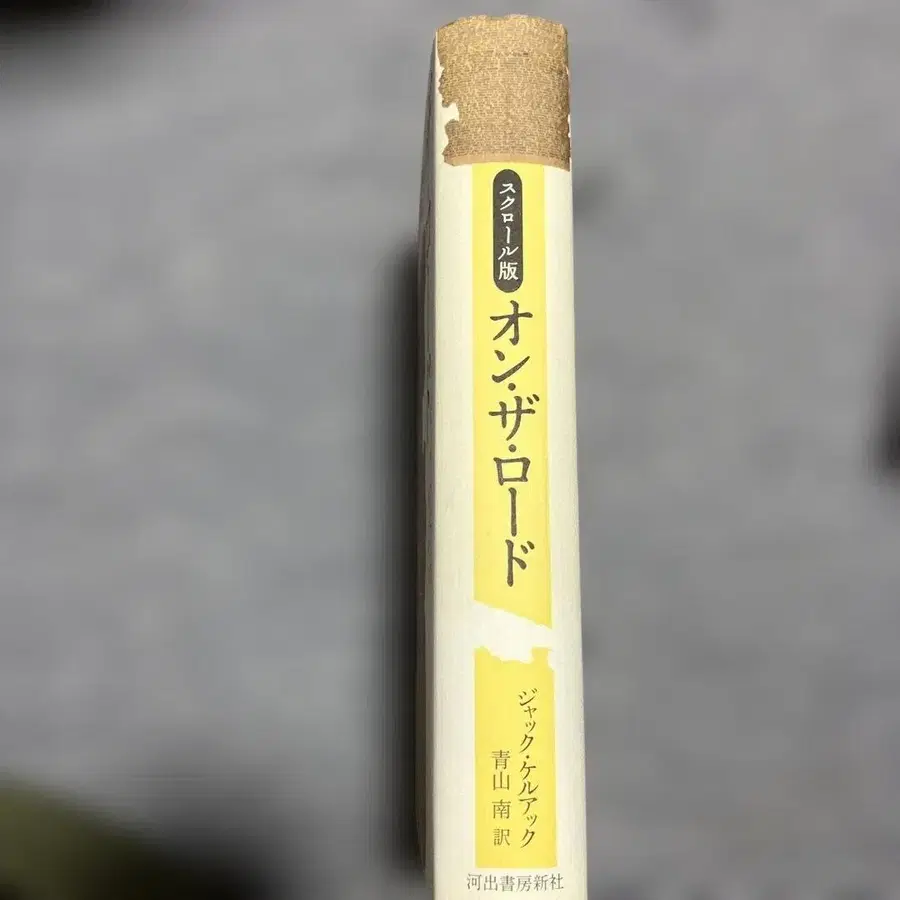 スクロール版
オン・ザ・ロード
ジャック・ケルアック
青山 南 訳
河出書房新社